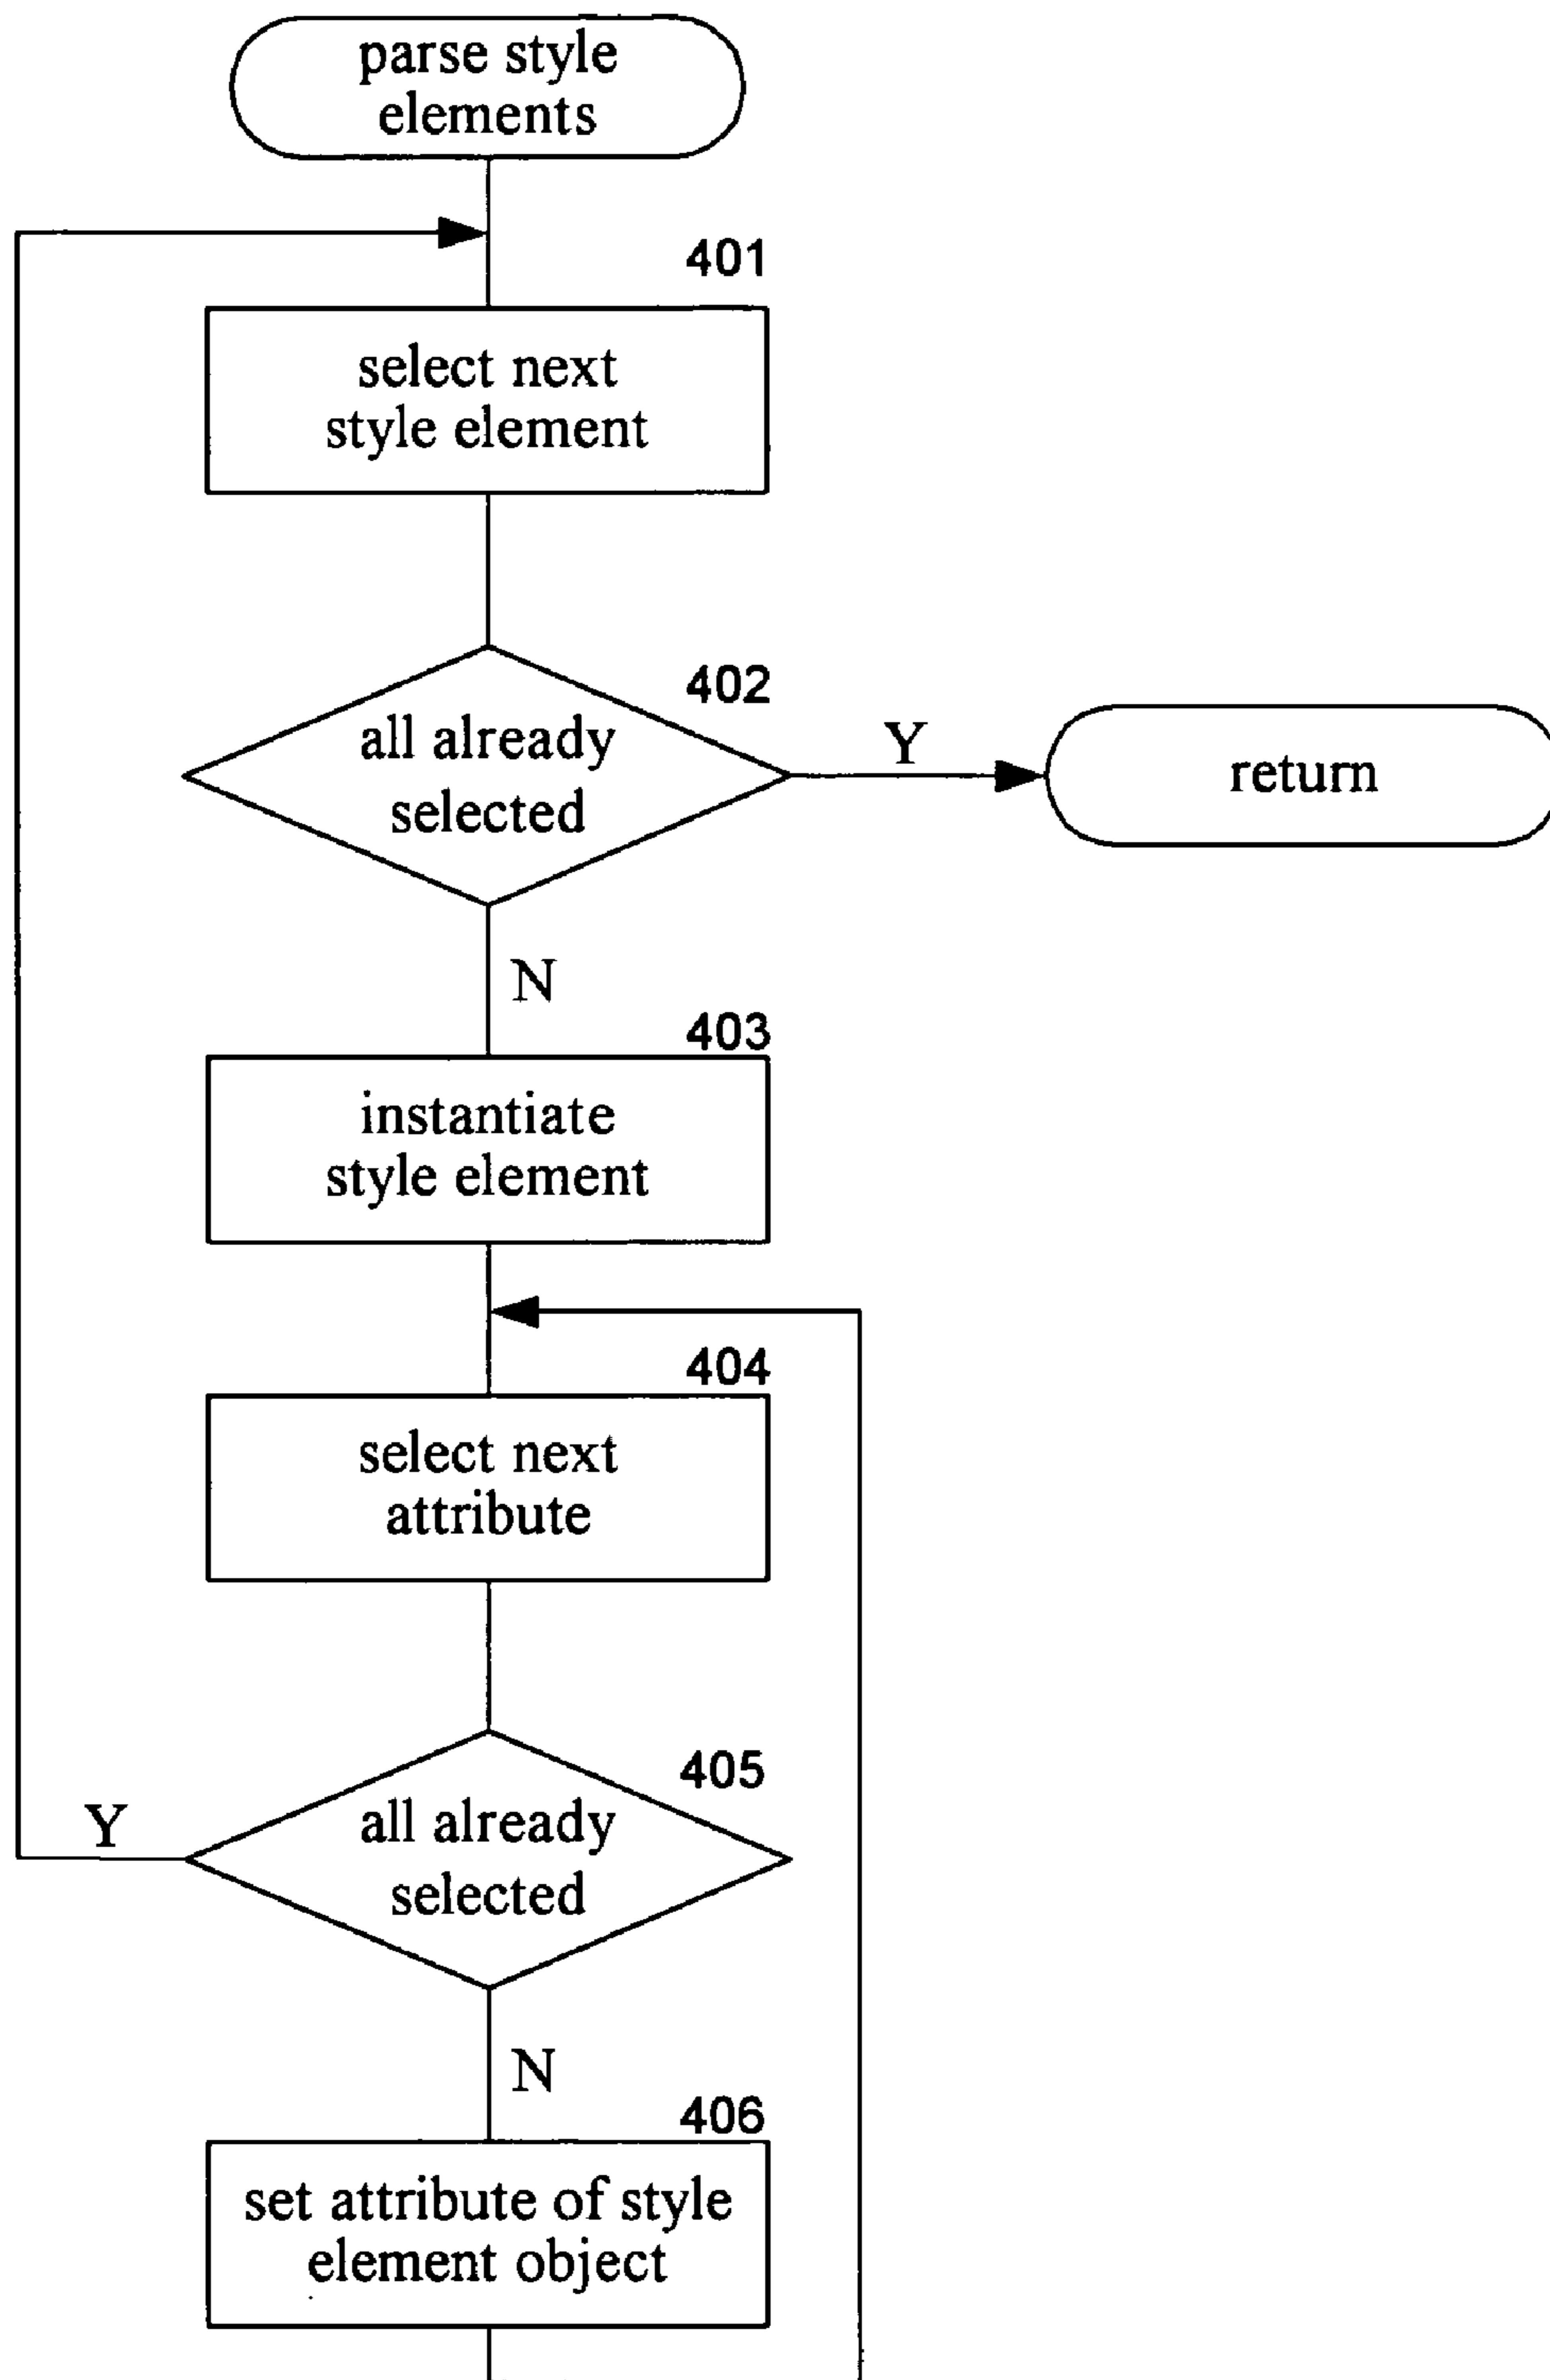 parse style
elements
401
select next
style element
402
all already
selected
Y
return
N
403
instantiate
style element
404
select next
attribute
405
all already
selected
Y
N
406
set attribute of style
element object